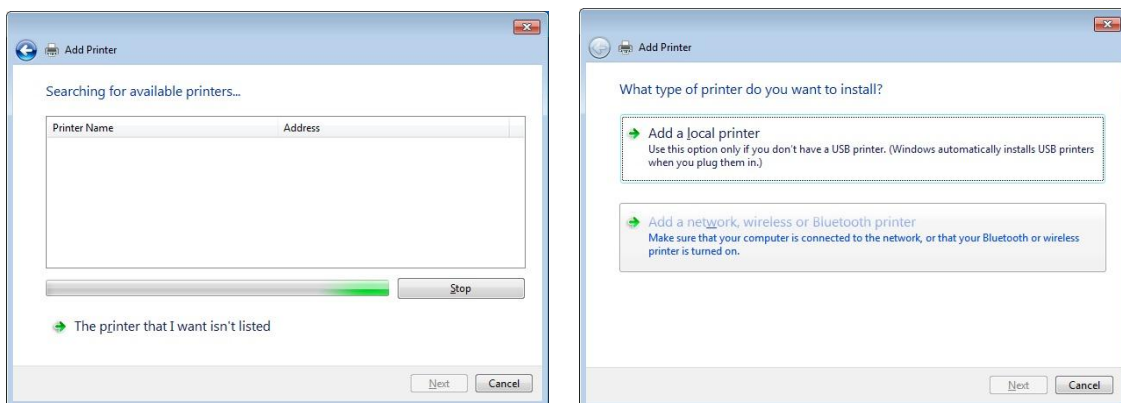 Add Printer
Searching for available printers...
Printer Name Address
Stop
The printer that I want isn't listed
Next Cancel
Add Printer
What type of printer do you want to install?
Add a local printer
Use this option only if you don't have a USB printer. (Windows automatically installs USB printers
when you plug them in.)
Add a network, wireless or Bluetooth printer
Make sure that your computer is connected to the network, or that your Bluetooth or wireless
printer is turned on.
Next Cancel